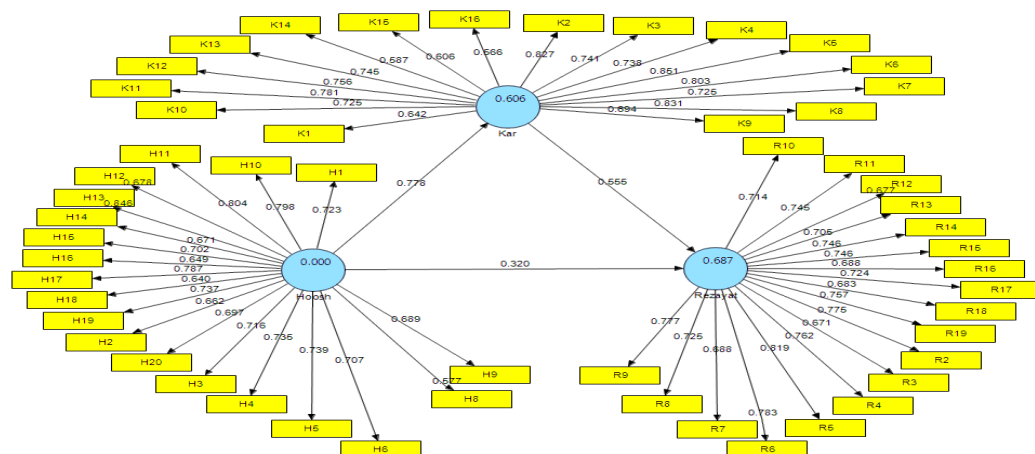 K14
K15
K16
K2
K3
K4
K5
K6
K7
K8
K9
K13
K12
K11
K10
K1
0.587
0.606
0.566
0.827
0.741
0.738
0.851
0.803
0.725
0.831
0.694
0.745
0.756
0.781
0.725
0.642
0.606
Kar
H11
H10
H1
H12
H13
H14
H15
H16
H17
H18
H19
H2
H20
H3
H4
H5
H6
H8
H9
0.678
0.846
0.804
0.798
0.723
0.671
0.702
0.649
0.787
0.640
0.737
0.662
0.697
0.716
0.735
0.739
0.707
0.577
0.689
0.000
Hoosh
0.778
0.555
0.320
R10
R11
R12
R13
R14
R15
R16
R17
R18
R19
R2
R3
R4
R5
R6
R7
R8
R9
0.714
0.745
0.677
0.705
0.746
0.746
0.688
0.724
0.683
0.757
0.775
0.671
0.762
0.819
0.783
0.688
0.725
0.777
0.687
Rezayat